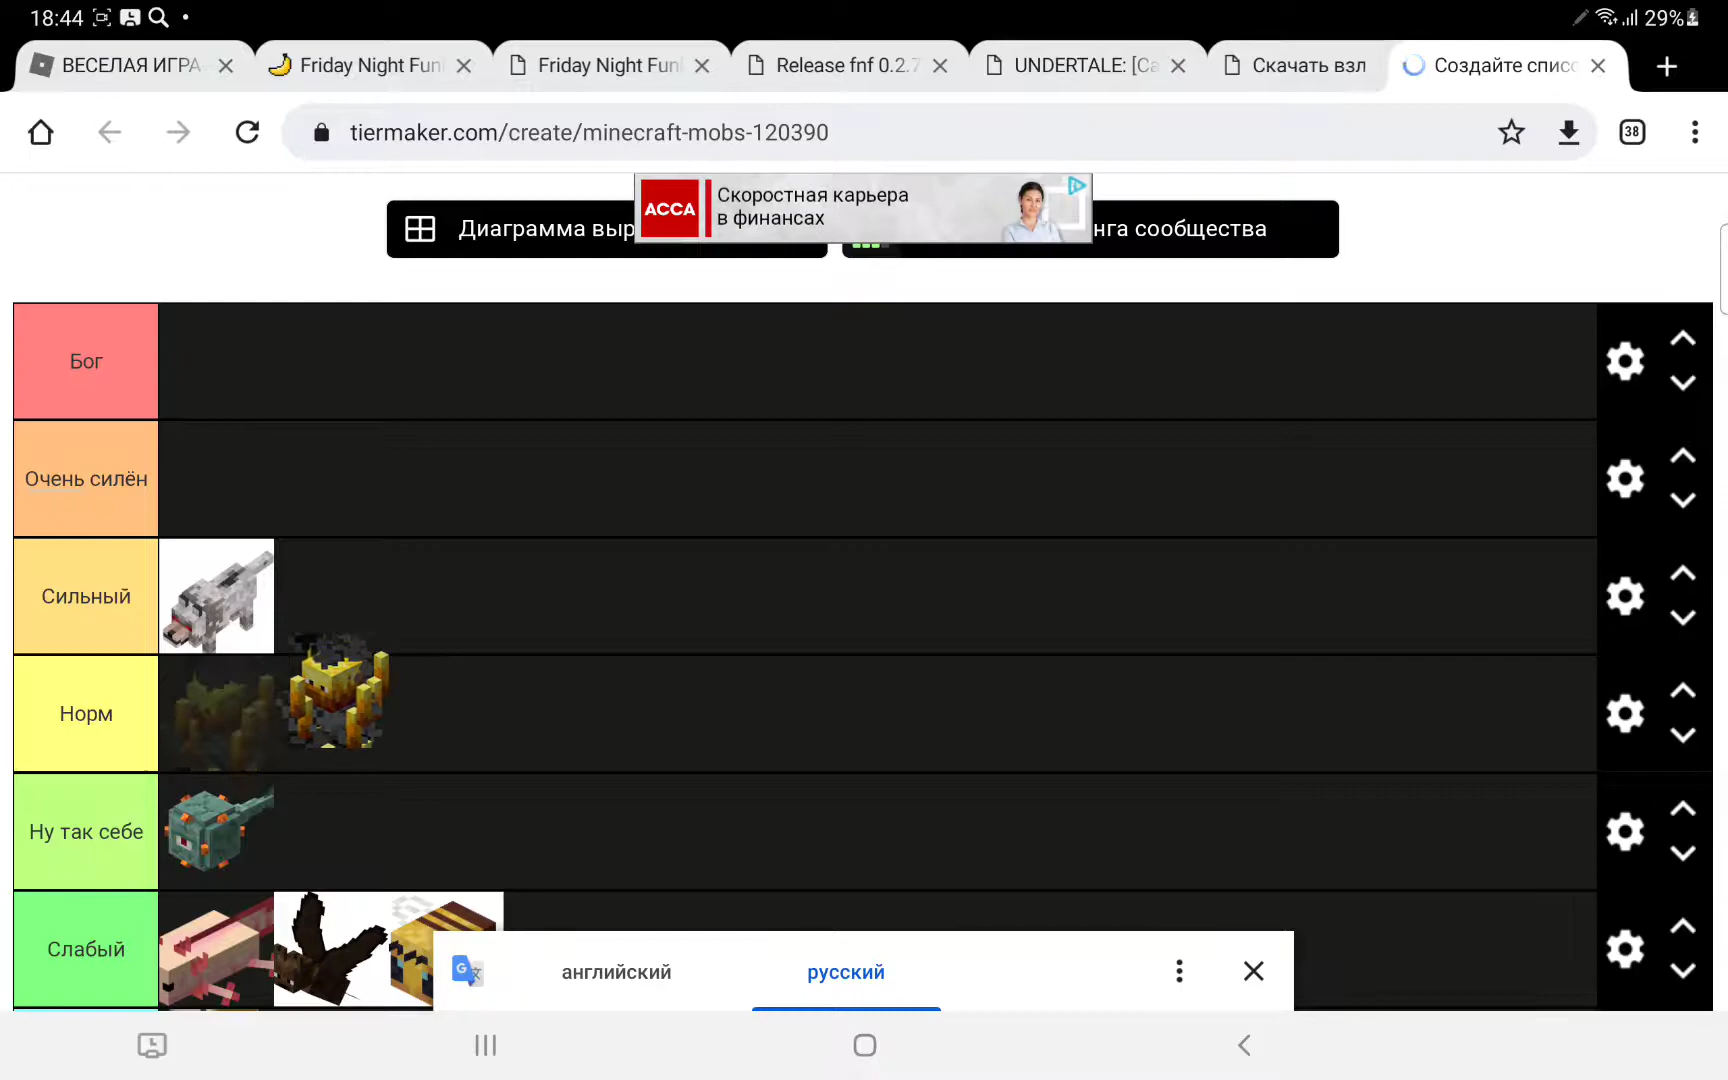 18:44
29%
ВЕСЕЛАЯ ИГРА
Friday Night Fun
Friday Night Fun
Release fnf 0.2.7
UNDERTALE: [Ca
Скачать взл
Создайте списо
tiermaker.com/create/minecraft-mobs-120390
38
Диаграмма выр
ACCA
Скоростная карьера
в финансах
нга сообщества
Бог
Очень силён
Сильный
Норм
Ну так себе
Слабый
английский
русский